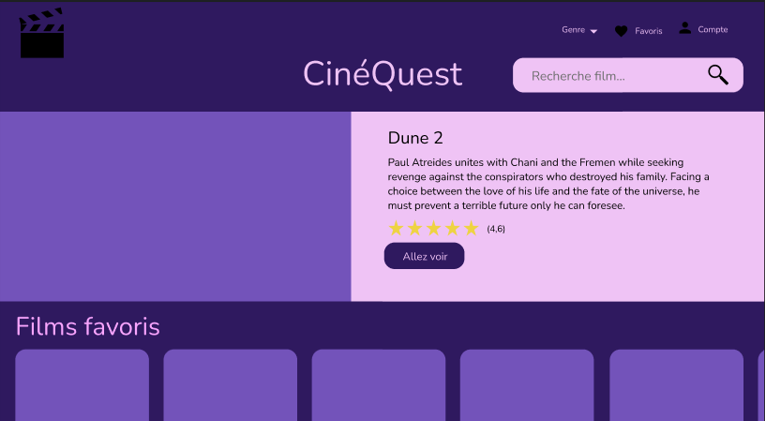 Genre Favoris Compte
CinéQuest
Recherche film...
Dune 2
Paul Atreides unites with Chani and the Fremen while seeking
revenge against the conspirators who destroyed his family. Facing a
choice between the love of his life and the fate of the universe, he
must prevent a terrible future only he can foresee.
(4,6)
Allez voir
Films favoris